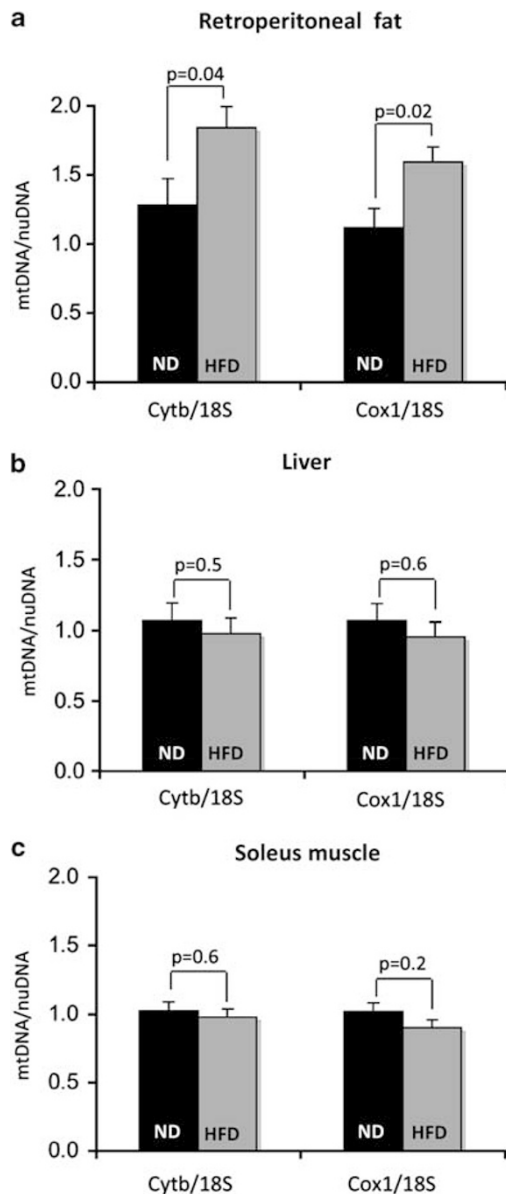 a
Retroperitoneal fat
p=0.04
p=0.02
2.0
1.5
1.0
0.5
0.0
mtDNA/nuDNA
ND HFD ND HFD
Cytb/18S Cox1/18S
b
Liver
2.0
1.5
1.0
0.5
0.0
mtDNA/nuDNA
p=0.5 p=0.6
ND HFD ND HFD
Cytb/18S Cox1/18S
c
Soleus muscle
2.0
1.5
1.0
0.5
0.0
mtDNA/nuDNA
p=0.6 p=0.2
ND HFD ND HFD
Cytb/18S Cox1/18S